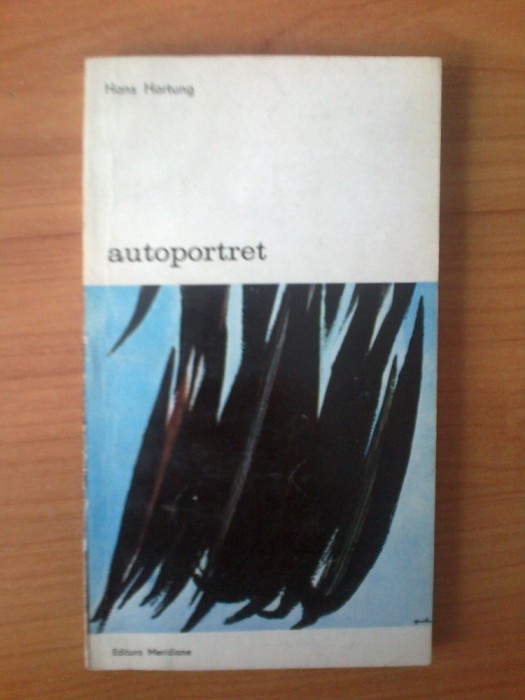 Hans Hartung
autoportret
Editura Meridiane